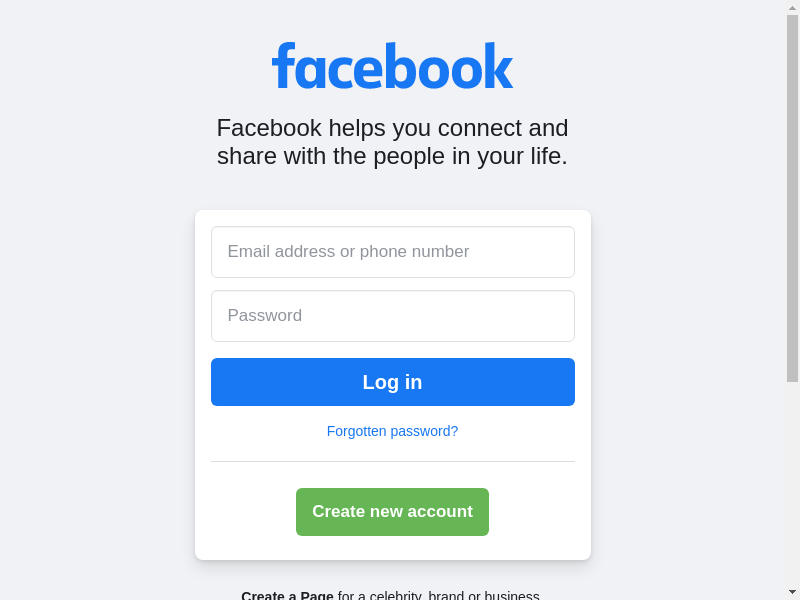 facebook
Facebook helps you connect and
share with the people in your life.
Email address or phone number
Password
Log in
Forgotten password?
Create new account
Create a Page for a celebrity, brand or business.